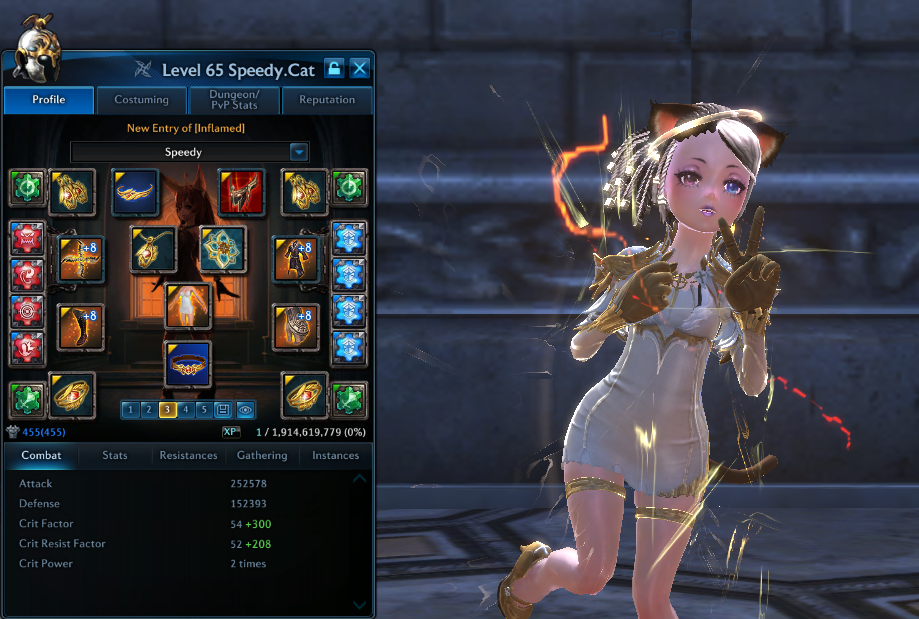 Level 65 Speedy.Cat
Profile
Costuming
Dungeon/
PvP Stats
Reputation
New Entry of [Inflamed]
Speedy
+8
+8
+8
+8
1 2 3 4 5
455(455)
XP
1 / 1,914,619,779 (0%)
Combat
Stats
Resistances
Gathering
Instances
Attack 252578
Defense 152393
Crit Factor 54 +300
Crit Resist Factor 52 +208
Crit Power 2 times